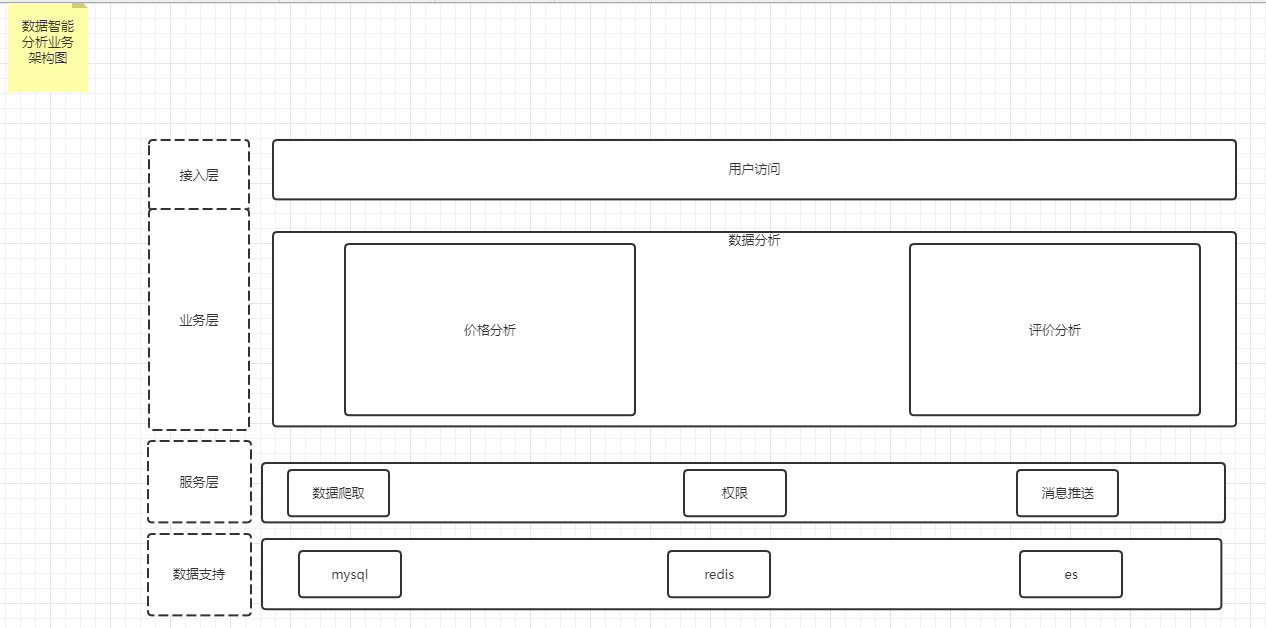 数据智能
分析业务
架构图
接入层
用户访问
业务层
数据分析
价格分析
评价分析
服务层
数据爬取
权限
消息推送
数据支持
mysql
redis
es